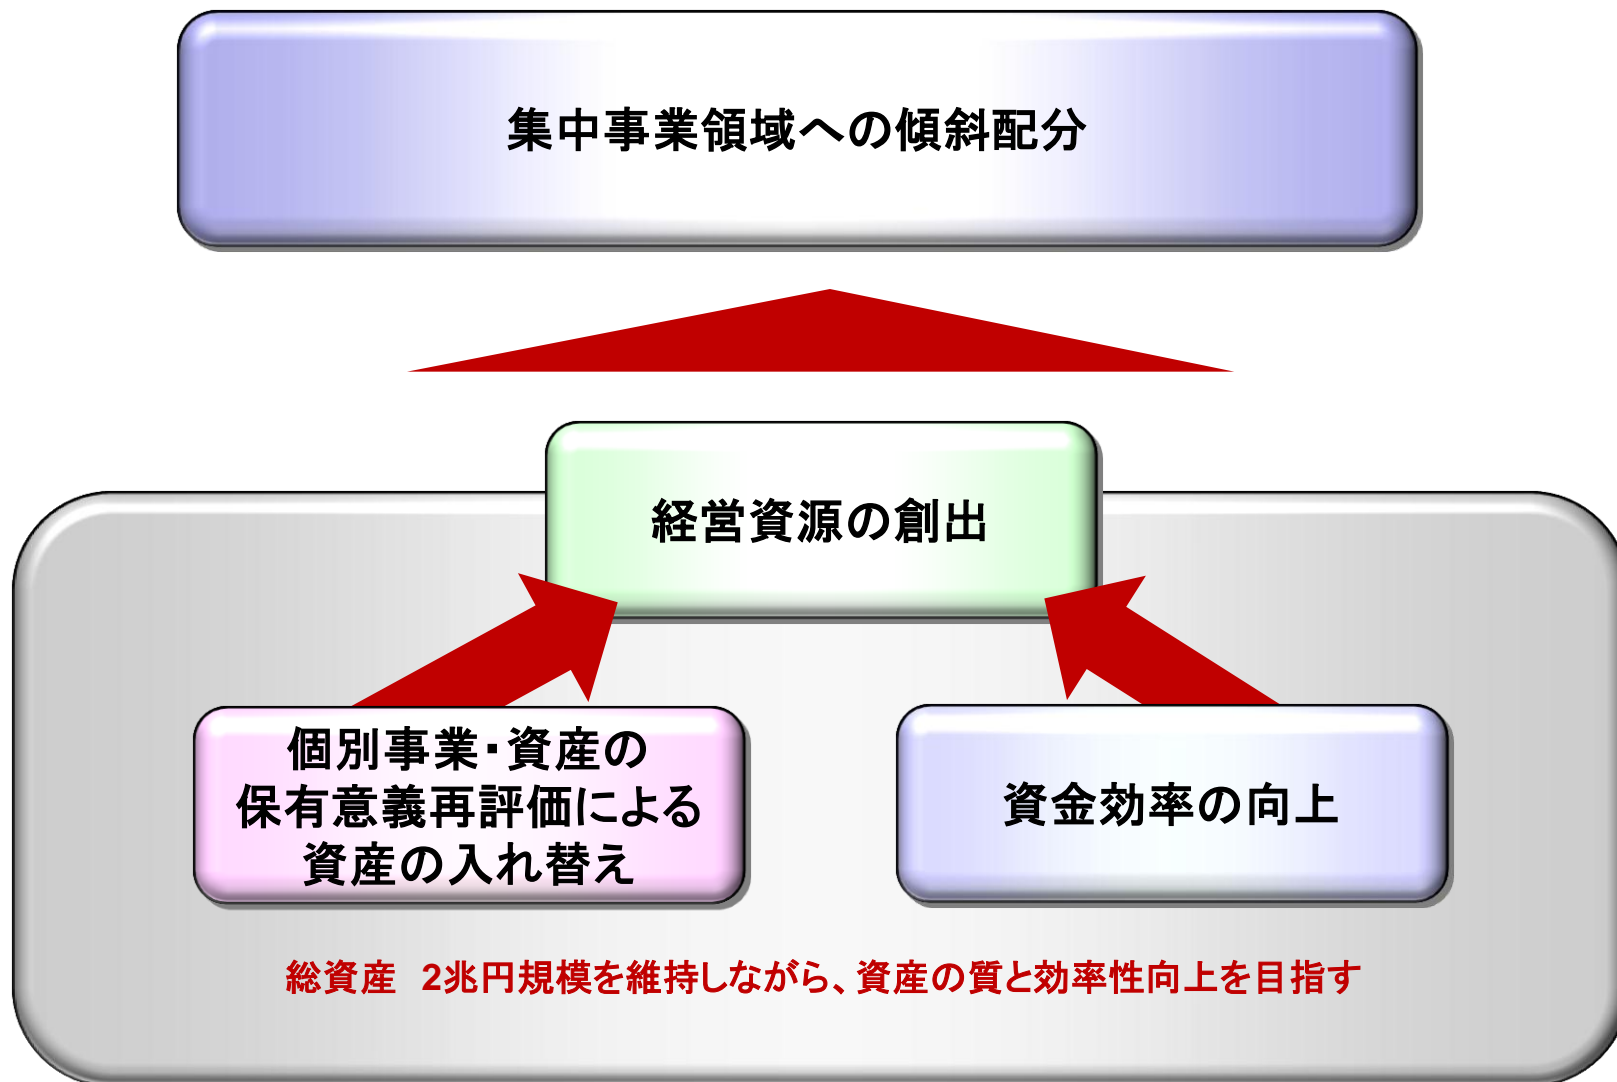 集中事業領域への傾斜配分
経営資源の創出
個別事業・資産の
保有意義再評価による
資産の入れ替え
資金効率の向上
総資産　2兆円規模を維持しながら、資産の質と効率性向上を目指す